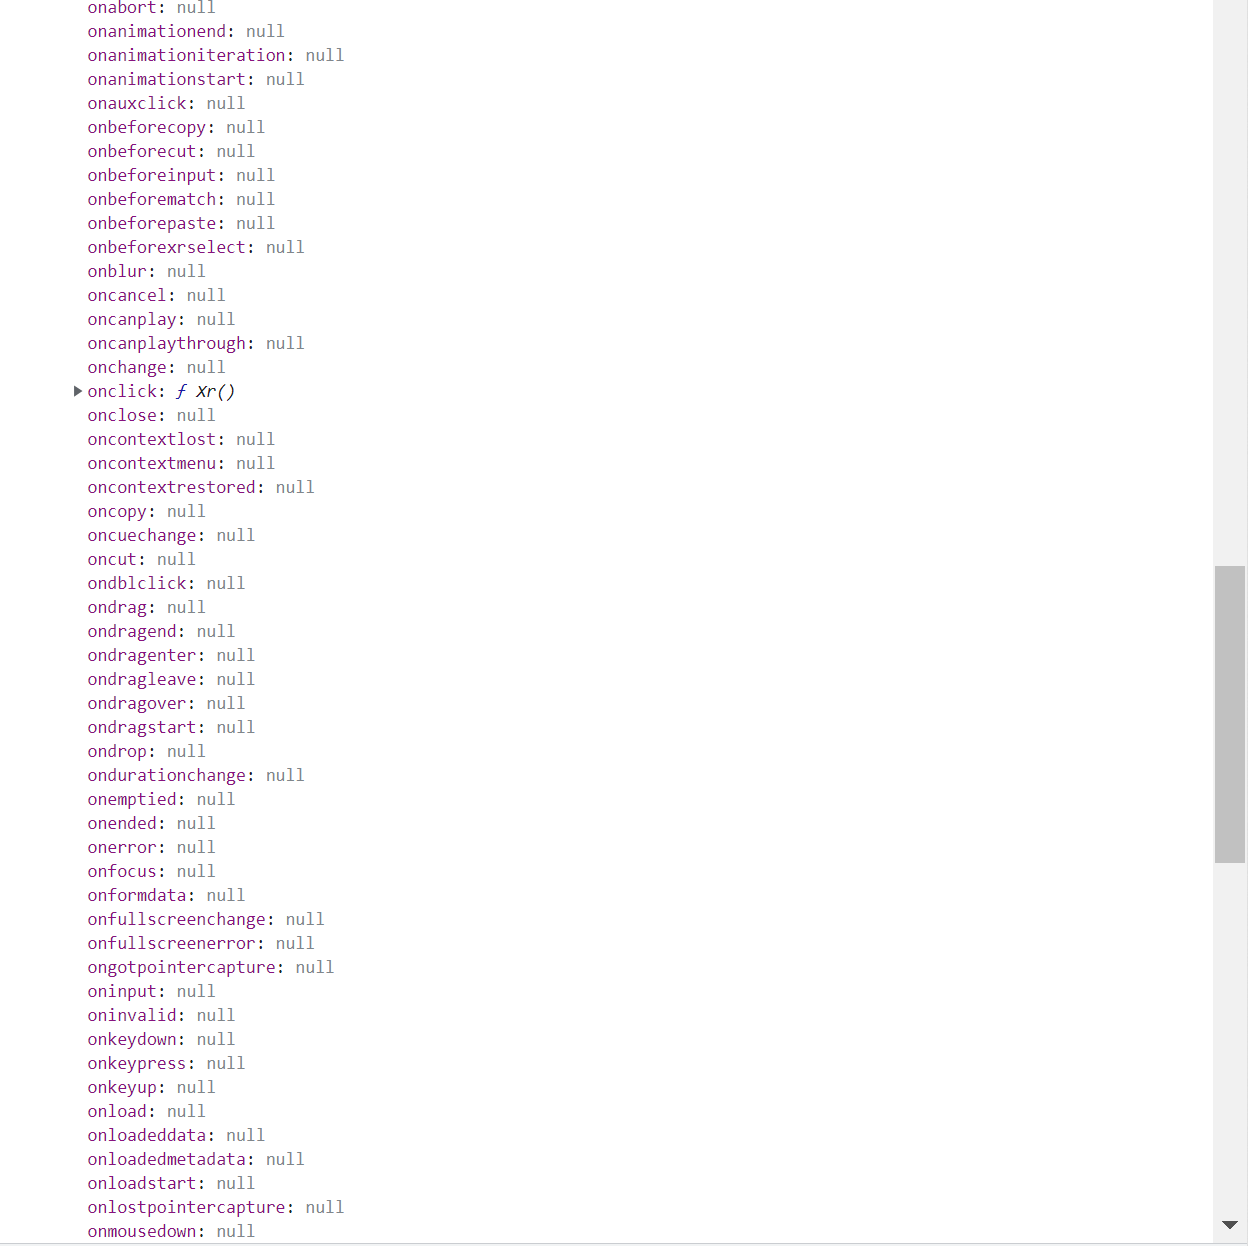 onabort: null
onanimationend: null
onanimationiteration: null
onanimationstart: null
onauxclick: null
onbeforecopy: null
onbeforecut: null
onbeforeinput: null
onbeforematch: null
onbeforepaste: null
onbeforexrselect: null
onblur: null
oncancel: null
oncanplay: null
oncanplaythrough: null
onchange: null
onclick: ƒ Xr()
onclose: null
oncontextlost: null
oncontextmenu: null
oncontextrestored: null
oncopy: null
oncuechange: null
oncut: null
ondblclick: null
ondrag: null
ondragend: null
ondragenter: null
ondragleave: null
ondragover: null
ondragstart: null
ondrop: null
ondurationchange: null
onemptied: null
onended: null
onerror: null
onfocus: null
onformdata: null
onfullscreenchange: null
onfullscreenerror: null
ongotpointercapture: null
oninput: null
oninvalid: null
onkeydown: null
onkeypress: null
onkeyup: null
onload: null
onloadeddata: null
onloadedmetadata: null
onloadstart: null
onlostpointercapture: null
onmousedown: null